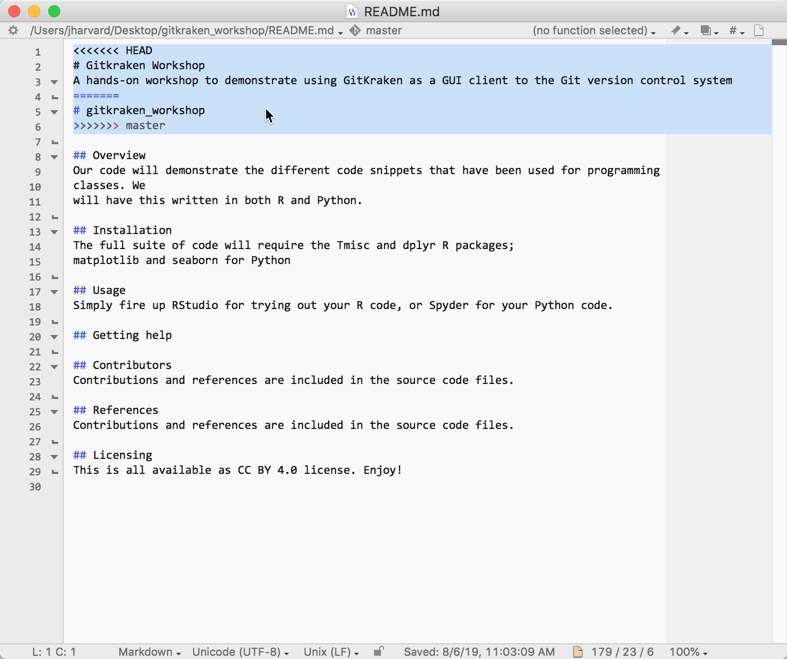 README.md
/Users/jharvard/Desktop/gitkraken_workshop/README.md master (no function selected) #
1 <<<<<<< HEAD
2 # Gitkraken Workshop
3 A hands-on workshop to demonstrate using GitKraken as a GUI client to the Git version control system
4 =======
5 # gitkraken_workshop
6 >>>>>>> master
7
8 ## Overview
9 Our code will demonstrate the different code snippets that have been used for programming
10 classes. We
11 will have this written in both R and Python.
12
13 ## Installation
14 The full suite of code will require the Tmisc and dplyr R packages;
15 matplotlib and seaborn for Python
16
17 ## Usage
18 Simply fire up RStudio for trying out your R code, or Spyder for your Python code.
19
20 ## Getting help
21
22 ## Contributors
23 Contributions and references are included in the source code files.
24
25 ## References
26 Contributions and references are included in the source code files.
27
28 ## Licensing
29 This is all available as CC BY 4.0 license. Enjoy!
30
L: 1 C: 1 Markdown Unicode (UTF-8) Unix (LF) Saved: 8/6/19, 11:03:09 AM 179 / 23 / 6 100%